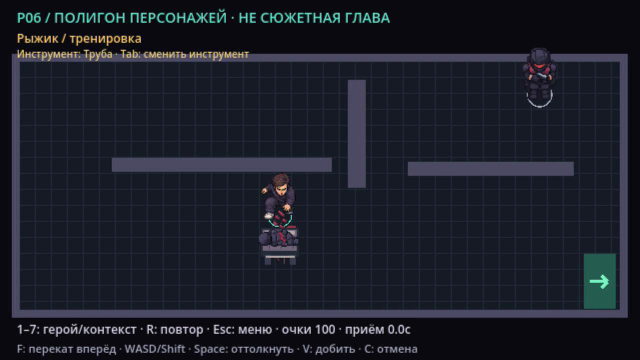 P06 / ПОЛИГОН ПЕРСОНАЖЕЙ · НЕ СЮЖЕТНАЯ ГЛАВА
Рыжик / тренировка
Инструмент: Труба · Tab: сменить инструмент
1–7: герой/контекст · R: повтор · Esc: меню · очки 100 · приём 0.0с
F: перекат вперёд · WASD/Shift · Space: оттолкнуть · V: добить · C: отмена